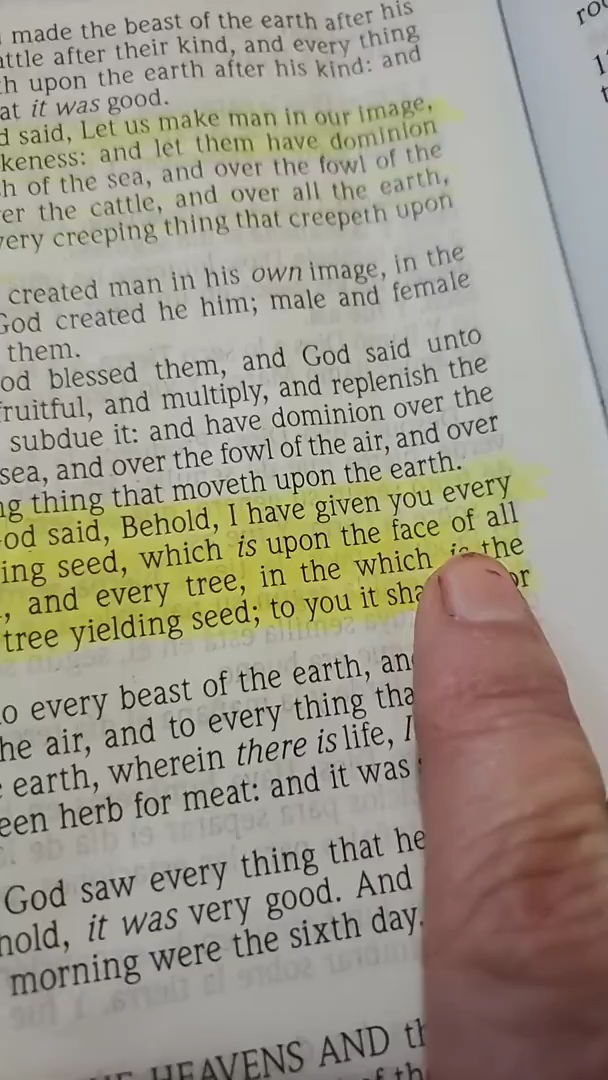 made the beast of the earth after his
attle after their kind, and every thing
th upon the earth after his kind: and
at it was good.
d said, Let us make man in our image,
keness: and let them have dominion
h of the sea, and over the fowl of the
er the cattle, and over all the earth,
very creeping thing that creepeth upon
created man in his own image, in the
God created he him; male and female
them.
od blessed them, and God said unto
fruitful, and multiply, and replenish the
subdue it: and have dominion over the
sea, and over the fowl of the air, and over
ng thing that moveth upon the earth.
od said, Behold, I have given you every
ing seed, which is upon the face of all
, and every tree, in the which is the
tree yielding seed; to you it sha or
o every beast of the earth, an
he air, and to every thing tha
earth, wherein there is life, I
een herb for meat: and it was
God saw every thing that he
hold, it was very good. And
morning were the sixth day.
HEAVENS AND